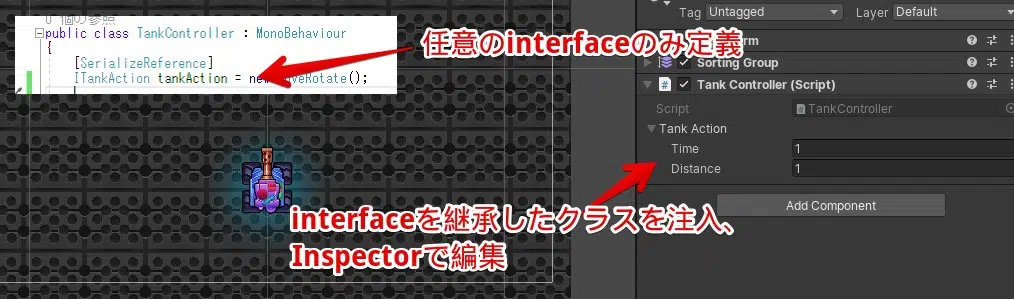 0 個の参照
public class TankController : MonoBehaviour
{
[SerializeReference]
ITankAction tankAction =
();
任意のinterfaceのみ定義
interfaceを継承したクラスを注入、
Inspectorで編集
Tag Untagged Layer Default
Sorting Group
Tank Controller (Script)
Script TankController
Tank Action
Time 1
Distance 1
Add Component